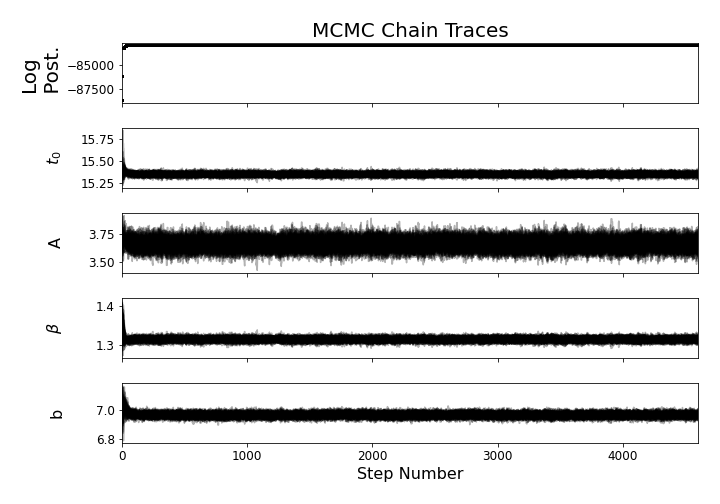 MCMC Chain Traces
Log
Post.
−85000
−87500
t₀
15.75
15.50
15.25
A
3.75
3.50
β
1.4
1.3
b
7.0
6.8
0 1000 2000 3000 4000
Step Number